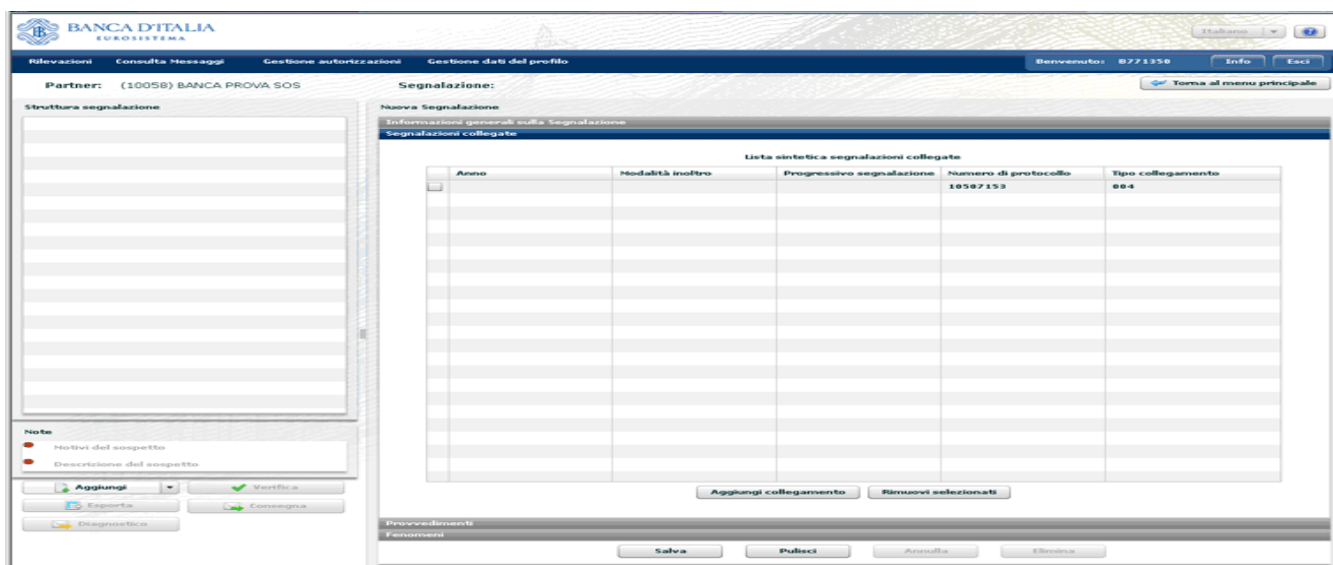 BANCA D'ITALIA
EUROSISTEMA
Italiano
Rilevazioni Consulta Messaggi Gestione autorizzazioni Gestione dati del profilo Benvenuto: B771350 Info Esci
Partner: (10058) BANCA PROVA SOS Segnalazione: Torna al menu principale
Struttura segnalazione
Nuova Segnalazione
Informazioni generali sulla Segnalazione
Segnalazioni collegate
Lista sintetica segnalazioni collegate
Anno Modalità inoltro Progressivo segnalazione Numero di protocollo Tipo collegamento
10507153 004
Note
Motivi del sospetto
Descrizione del sospetto
Aggiungi Verifica
Esporta Consegna
Diagnostico
Aggiungi collegamento Rimuovi selezionati
Provvedimenti
Fenomeni
Salva Pulisci Annulla Elimina